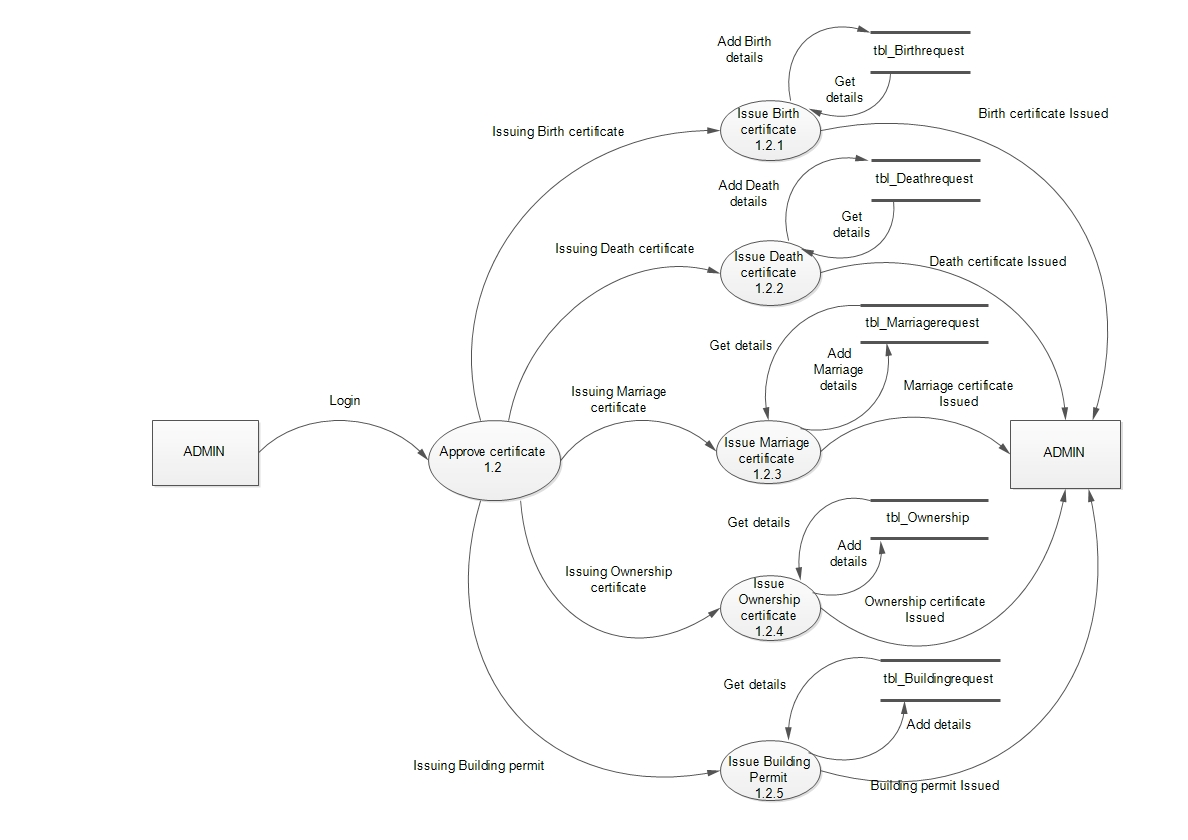 Add Birth
details
tbl_Birthrequest
Get
details
Issue Birth
certificate
1.2.1
Issuing Birth certificate
Birth certificate Issued
Add Death
details
tbl_Deathrequest
Get
details
Issuing Death certificate
Issue Death
certificate
1.2.2
Death certificate Issued
tbl_Marriagerequest
Get details
Add
Marriage
details
Issuing Marriage
certificate
Marriage certificate
Issued
Login
ADMIN
Approve certificate
1.2
Issue Marriage
certificate
1.2.3
ADMIN
Get details
tbl_Ownership
Add
details
Issuing Ownership
certificate
Issue
Ownership
certificate
1.2.4
Ownership certificate
Issued
Get details
tbl_Buildingrequest
Add details
Issuing Building permit
Issue Building
Permit
1.2.5
Building permit Issued